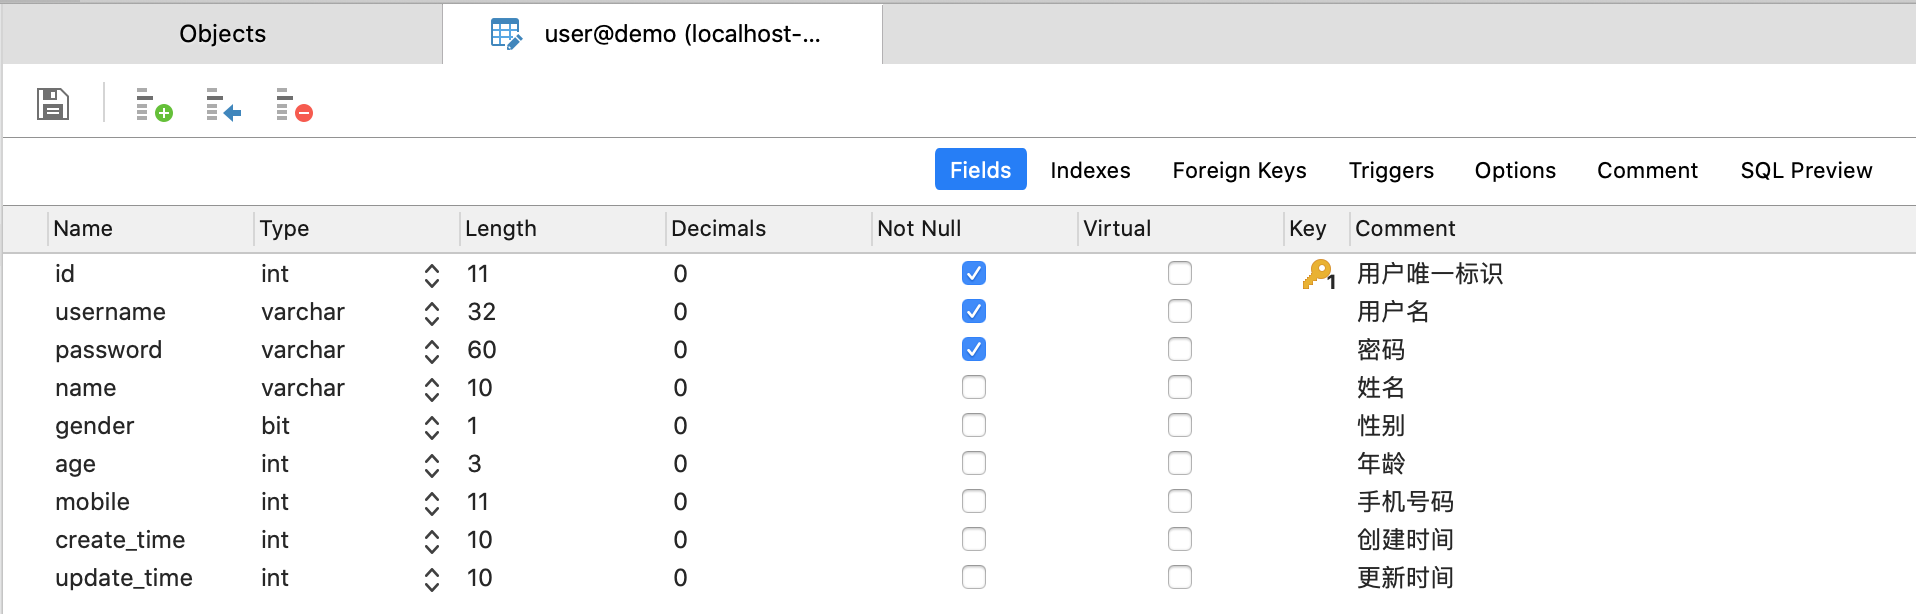 Objects user@demo (localhost-...
Fields Indexes Foreign Keys Triggers Options Comment SQL Preview
Name Type Length Decimals Not Null Virtual Key Comment
id int 11 0 1 用户唯一标识
username varchar 32 0 用户名
password varchar 60 0 密码
name varchar 10 0 姓名
gender bit 1 0 性别
age int 3 0 年龄
mobile int 11 0 手机号码
create_time int 10 0 创建时间
update_time int 10 0 更新时间